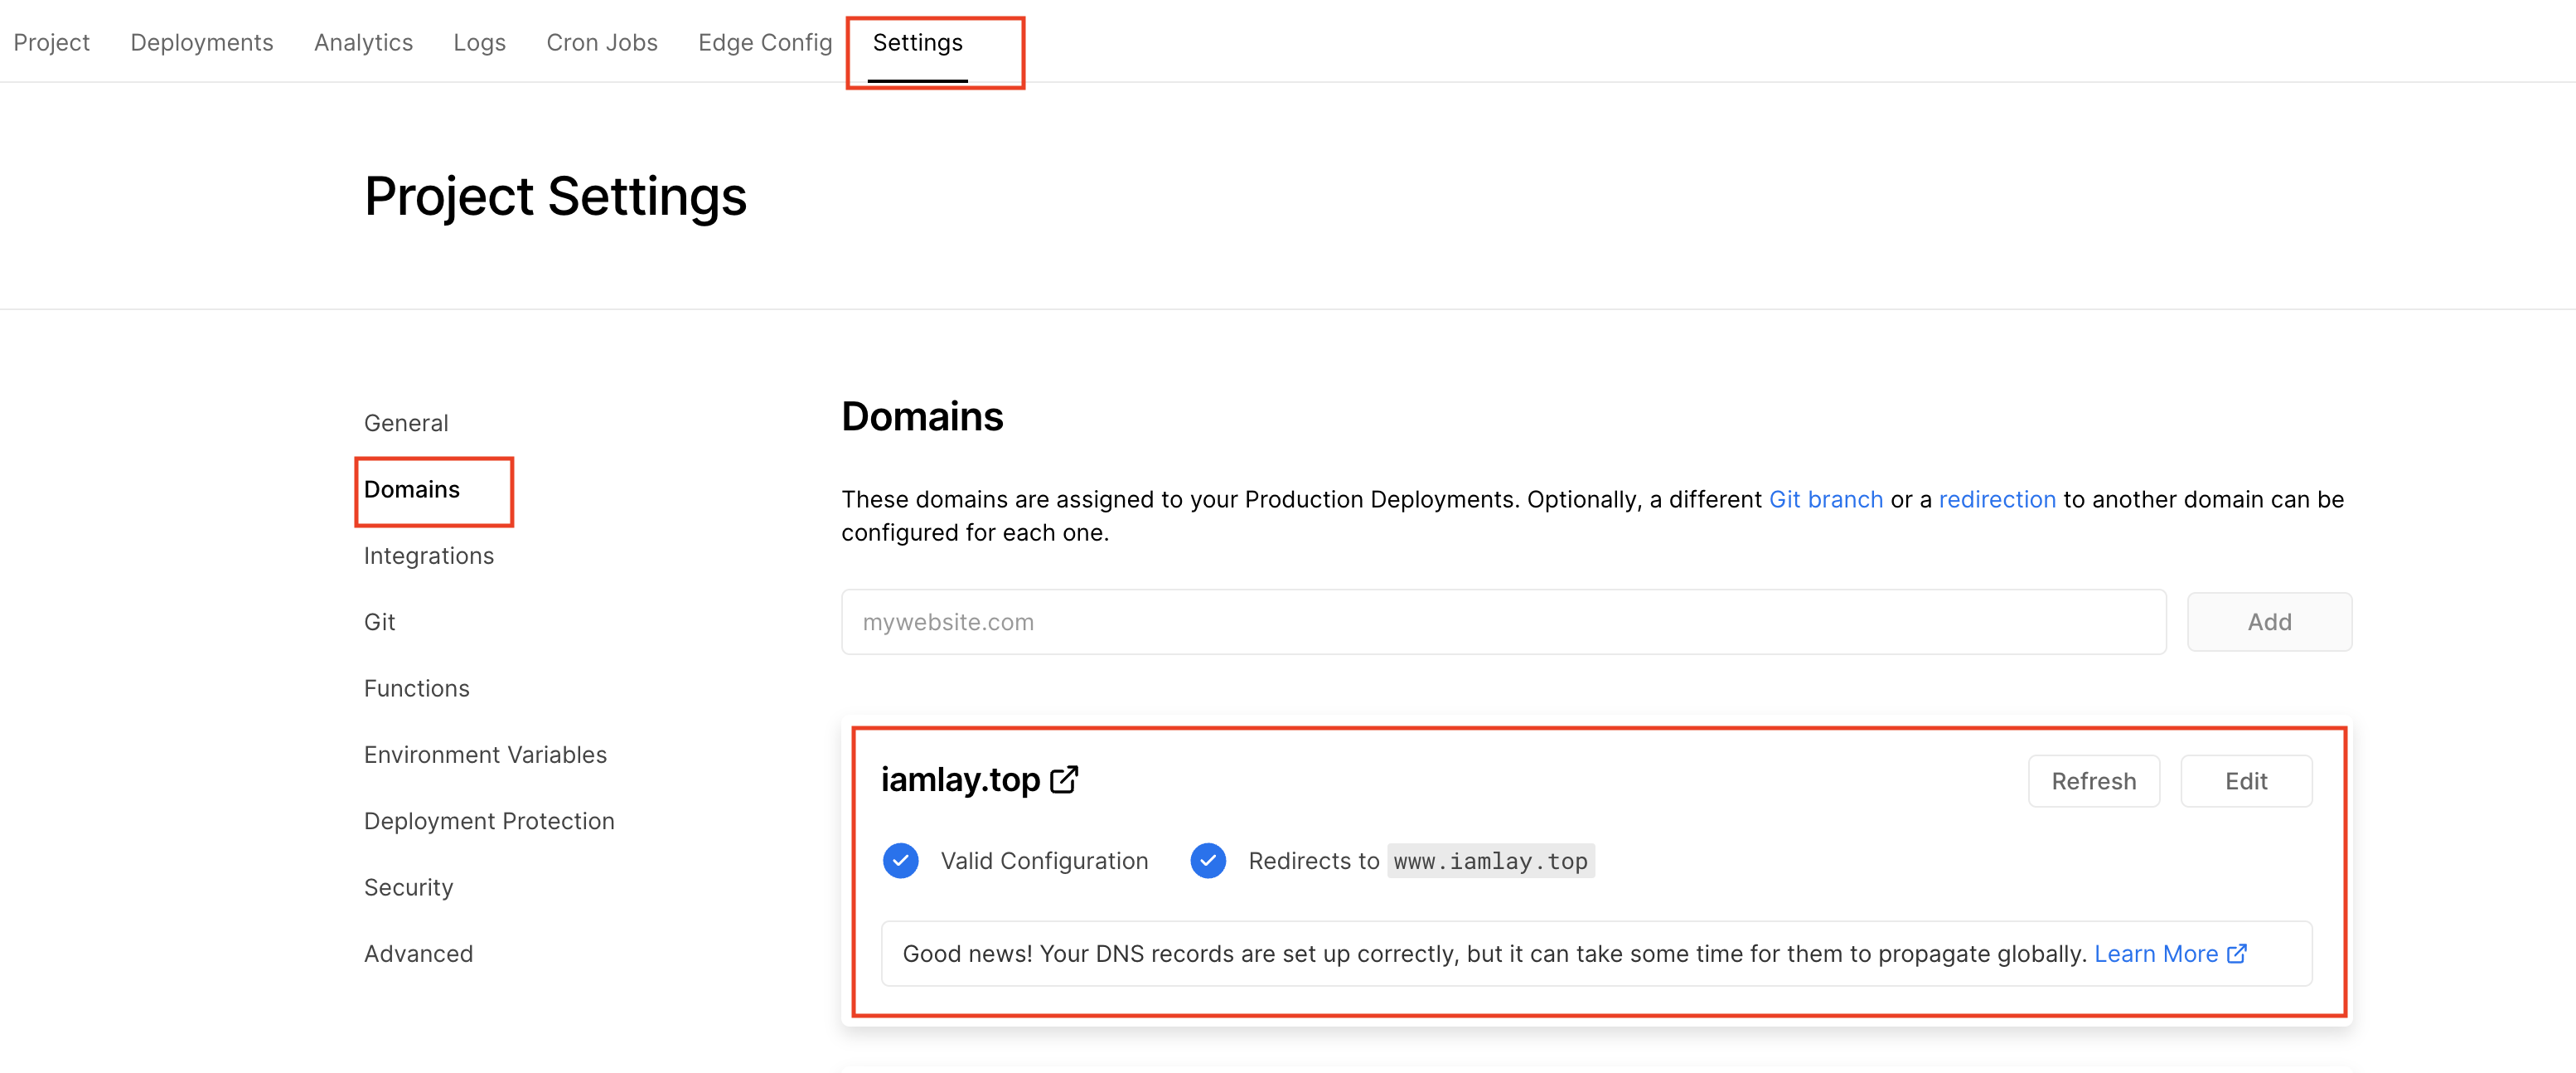 Project Deployments Analytics Logs Cron Jobs Edge Config Settings
Project Settings
General
Domains
Integrations
Git
Functions
Environment Variables
Deployment Protection
Security
Advanced
Domains
These domains are assigned to your Production Deployments. Optionally, a different Git branch or a redirection to another domain can be
configured for each one.
mywebsite.com Add
iamlay.top Refresh Edit
Valid Configuration Redirects to www.iamlay.top
Good news! Your DNS records are set up correctly, but it can take some time for them to propagate globally. Learn More